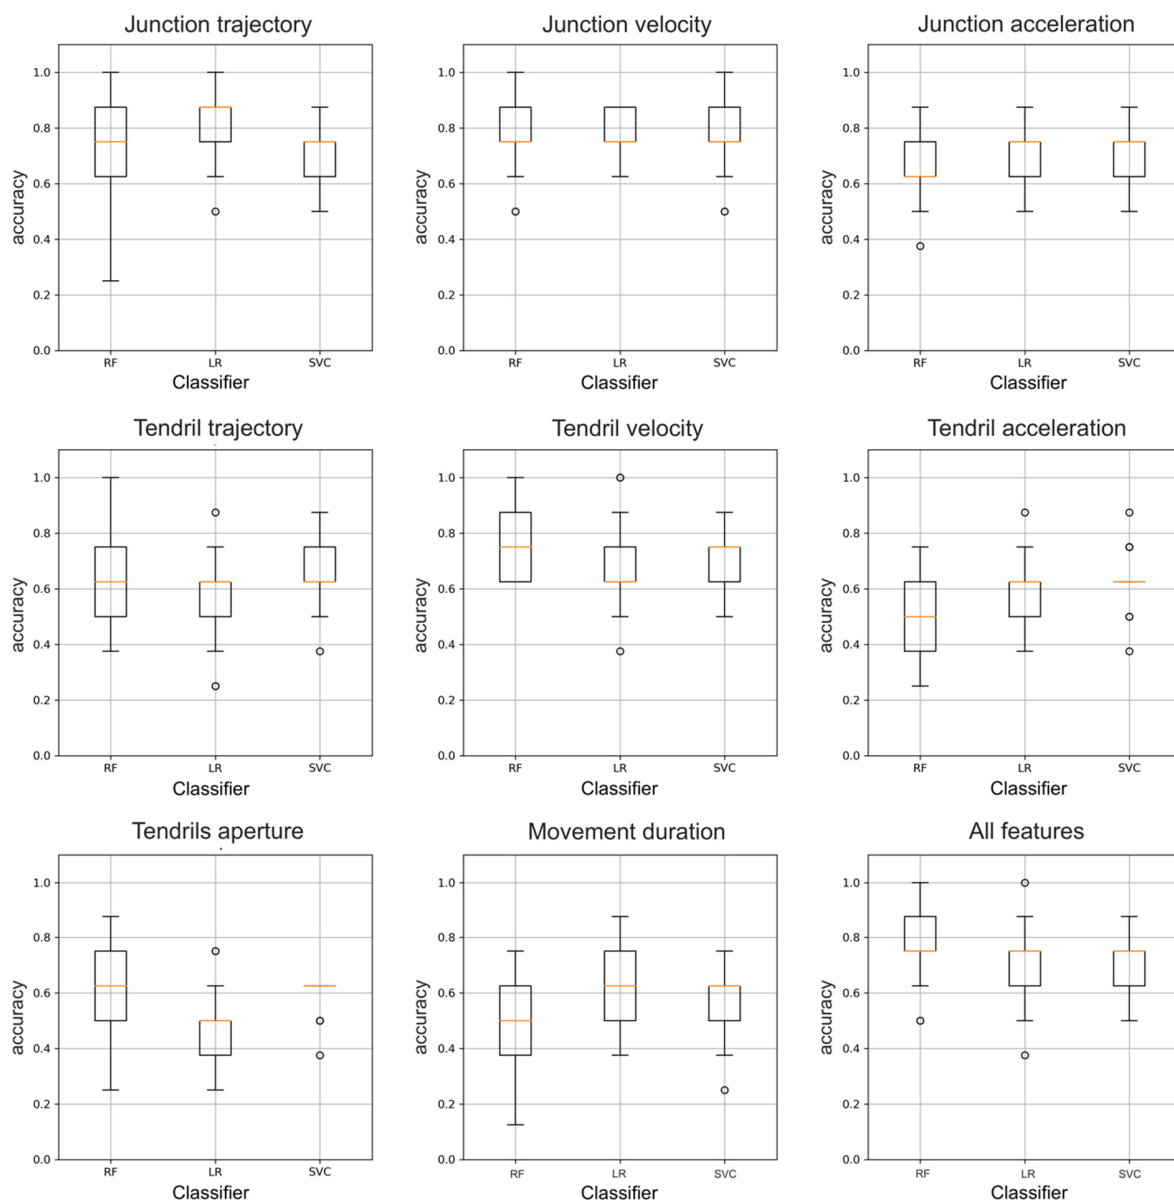 Junction trajectory
Junction velocity
Junction acceleration
accuracy
1.0
0.8
0.6
0.4
0.2
0.0
RF LR SVC
Classifier
accuracy
1.0
0.8
0.6
0.4
0.2
0.0
RF LR SVC
Classifier
accuracy
1.0
0.8
0.6
0.4
0.2
0.0
RF LR SVC
Classifier
Tendril trajectory
Tendril velocity
Tendril acceleration
accuracy
1.0
0.8
0.6
0.4
0.2
0.0
RF LR SVC
Classifier
accuracy
1.0
0.8
0.6
0.4
0.2
0.0
RF LR SVC
Classifier
accuracy
1.0
0.8
0.6
0.4
0.2
0.0
RF LR SVC
Classifier
Tendrils aperture
Movement duration
All features
accuracy
1.0
0.8
0.6
0.4
0.2
0.0
RF LR SVC
Classifier
accuracy
1.0
0.8
0.6
0.4
0.2
0.0
RF LR SVC
Classifier
accuracy
1.0
0.8
0.6
0.4
0.2
0.0
RF LR SVC
Classifier